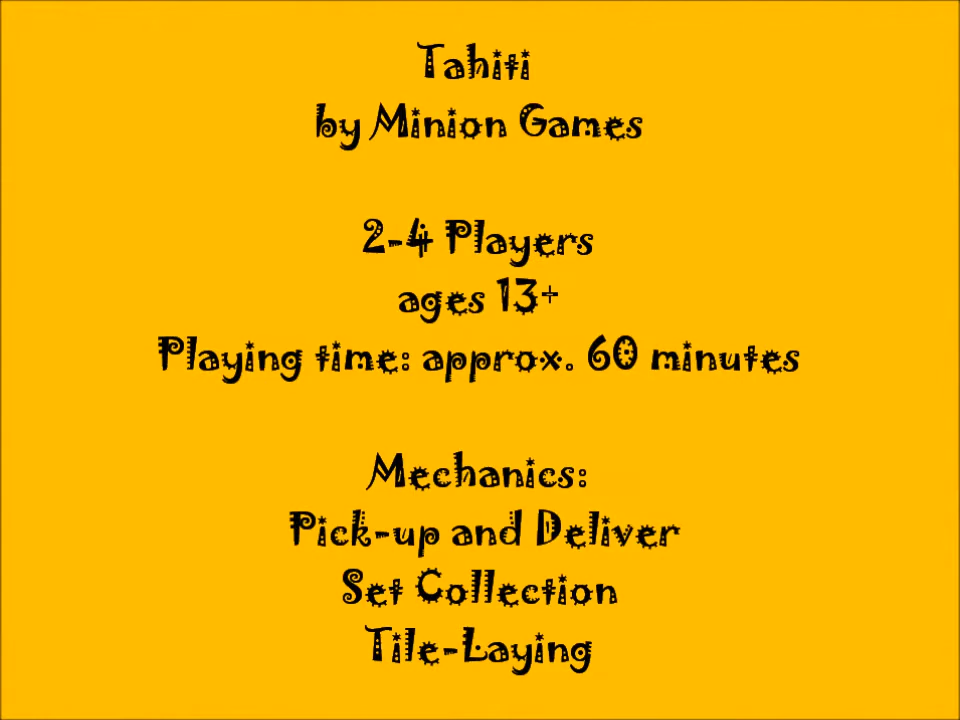 Tahiti
by Minion Games
2-4 Players
ages 13+
Playing time: approx. 60 minutes
Mechanics:
Pick-up and Deliver
Set Collection
Tile-Laying